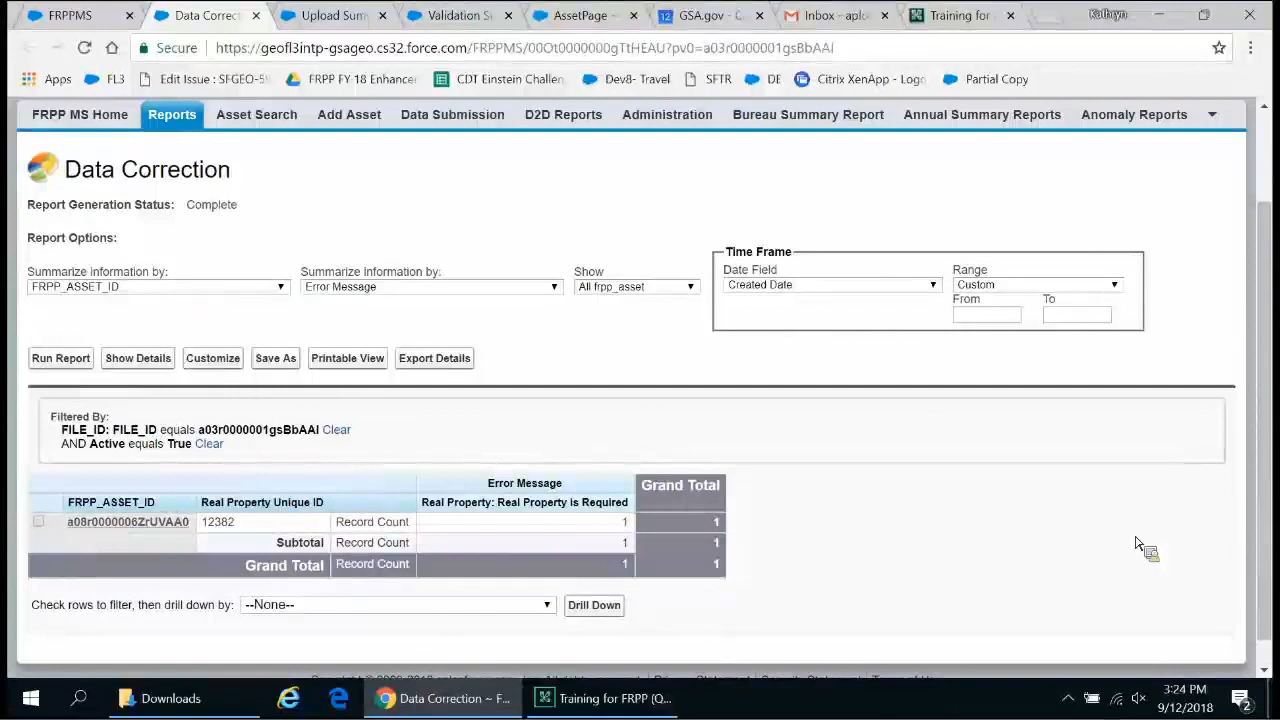 FRPPMS
Data Correct
Upload Sum
Validation S
AssetPage –
GSA.gov - C
Inbox - aplo
Training for
Kathryn
Secure
https://geofl3intp-gsageo.cs32.force.com/FRPPMS/00Ot0000000gTtHEAU?pv0=a03r0000001gsBbAAI
Apps
FL3
Edit Issue : SFGEO-59
FRPP FY 18 Enhancem
CDT Einstein Challen
Dev8- Travel
SFTR
DE
Citrix XenApp - Logo
Partial Copy
FRPP MS Home
Reports
Asset Search
Add Asset
Data Submission
D2D Reports
Administration
Bureau Summary Report
Annual Summary Reports
Anomaly Reports
Data Correction
Report Generation Status: Complete
Report Options:
Summarize information by:
FRPP_ASSET_ID
Summarize information by:
Error Message
Show
All frpp_asset
Time Frame
Date Field
Created Date
Range
Custom
From
To
Run Report
Show Details
Customize
Save As
Printable View
Export Details
Filtered By:
FILE_ID: FILE_ID equals a03r0000001gsBbAAI Clear
AND Active equals True Clear
Error Message
Grand Total
FRPP_ASSET_ID
Real Property Unique ID
Real Property: Real Property is Required
a08r0000006ZrUVAA0 12382 Record Count 1 1
Subtotal Record Count 1 1
Grand Total Record Count 1 1
Check rows to filter, then drill down by: --None-- Drill Down
Downloads
Data Correction ~ F...
Training for FRPP (Q...
3:24 PM
9/12/2018
2